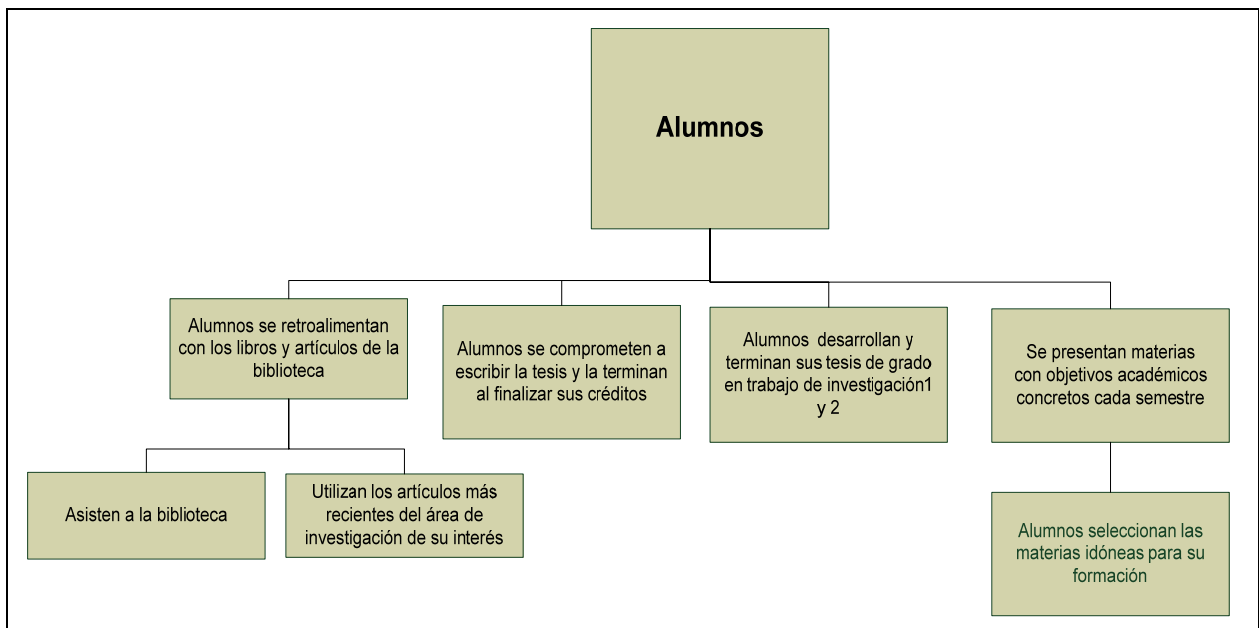 Alumnos
Alumnos se retroalimentan
con los libros y artículos de la
biblioteca
Alumnos se comprometen a
escribir la tesis y la terminan
al finalizar sus créditos
Alumnos desarrollan y
terminan sus tesis de grado
en trabajo de investigación1
y 2
Se presentan materias
con objetivos académicos
concretos cada semestre
Asisten a la biblioteca
Utilizan los artículos más
recientes del área de
investigación de su interés
Alumnos seleccionan las
materias idóneas para su
formación